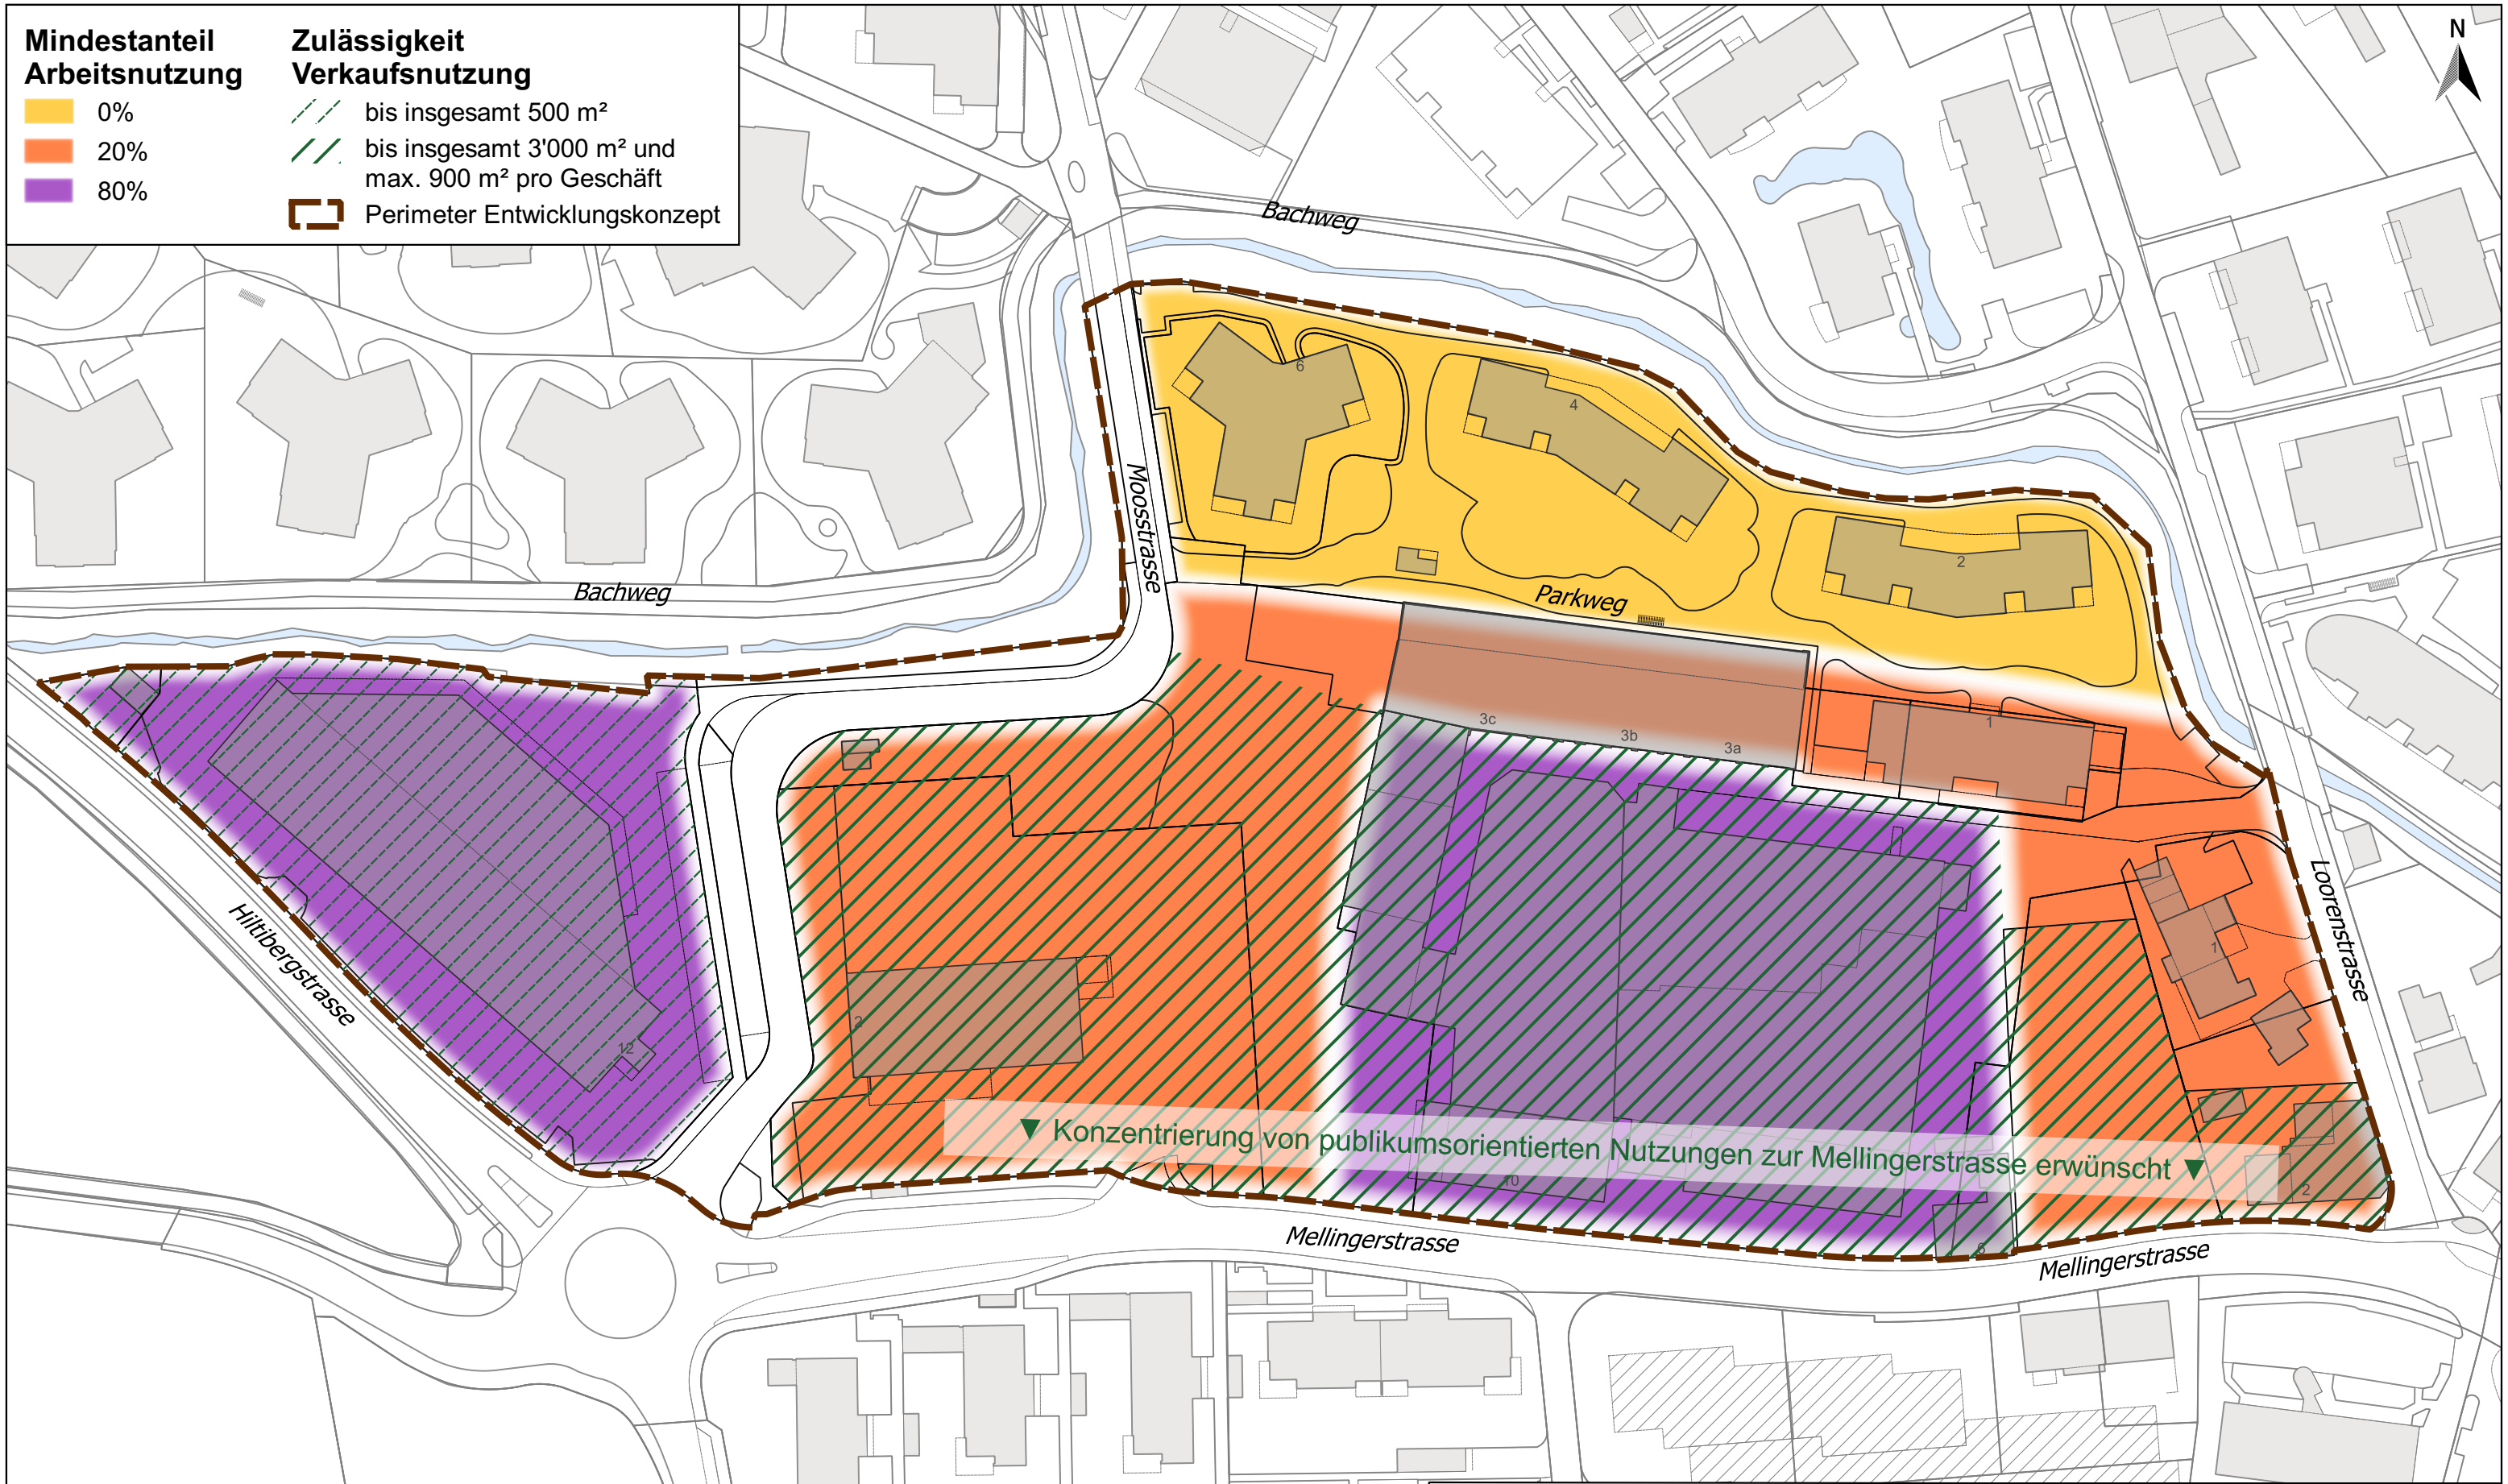 Mindestanteil
Arbeitsnutzung
0%
20%
80%
Zulässigkeit
Verkaufsnutzung
bis insgesamt 500 m²
bis insgesamt 3'000 m² und
max. 900 m² pro Geschäft
Perimeter Entwicklungskonzept
N
Bachweg
6
4
Moosstrasse
2
Bachweg
Parkweg
3c
3b
3a
1
Hiltibergstrasse
Loorenstrasse
1
2
12
▼ Konzentrierung von publikumsorientierten Nutzungen zur Mellingerstrasse erwünscht ▼
10
2
6
Mellingerstrasse
Mellingerstrasse